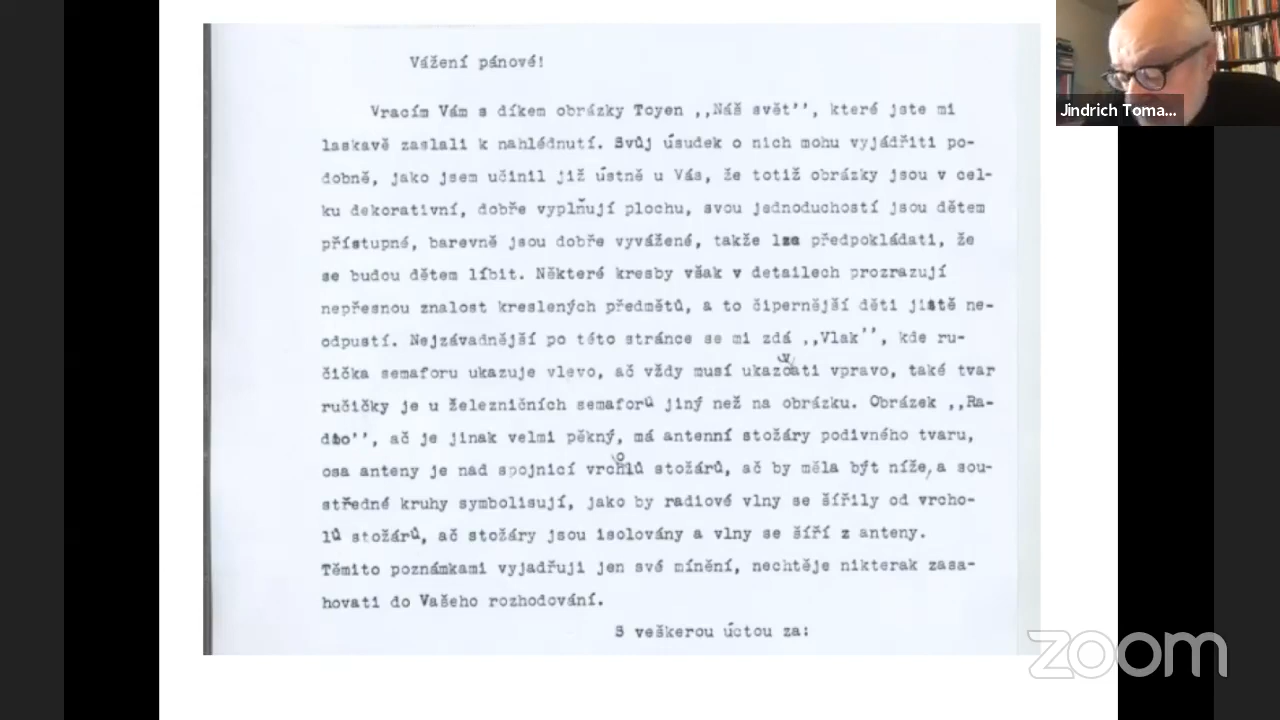 Vážení pánové!
Vracím Vám s díkem obrázky Toyen ,,Náš svět’’, které jste mi
laskavě zaslali k nahlédnutí. Svůj úsudek o nich mohu vyjádřiti po-
dobně, jako jsem učinil již ústně u Vás, že totiž obrázky jsou v cel-
ku dekorativní, dobře vyplňují plochu, svou jednoduchostí jsou dětem
přístupné, barevně jsou dobře vyvážené, takže lze předpokládati, že
se budou dětem líbit. Některé kresby však v detailech prozrazují
nepřesnou znalost kreslených předmětů, a to čipernější děti jistě ne-
odpustí. Nejzávadnější po této stránce se mi zdá ,,Vlak’’, kde ru-
čička semaforu ukazuje vlevo, ač vždy musí ukazovati vpravo, také tvar
ručičky je u železničních semaforů jiný než na obrázku. Obrázek ,,Ra-
dio’’, ač je jinak velmi pěkný, má antenní stožáry podivného tvaru,
osa anteny je nad spojnicí vrcholů stožárů, ač by měla být níže, a sou-
středné kruhy symbolisují, jako by radiové vlny se šířily od vrcho-
lů stožárů, ač stožáry jsou isolovány a vlny se šíří z anteny.
Těmito poznámkami vyjadřuji jen své mínění, nechtěje nikterak zasa-
hovati do Vašeho rozhodování.
S veškerou úctou za:
Jindrich Toma...
zoom